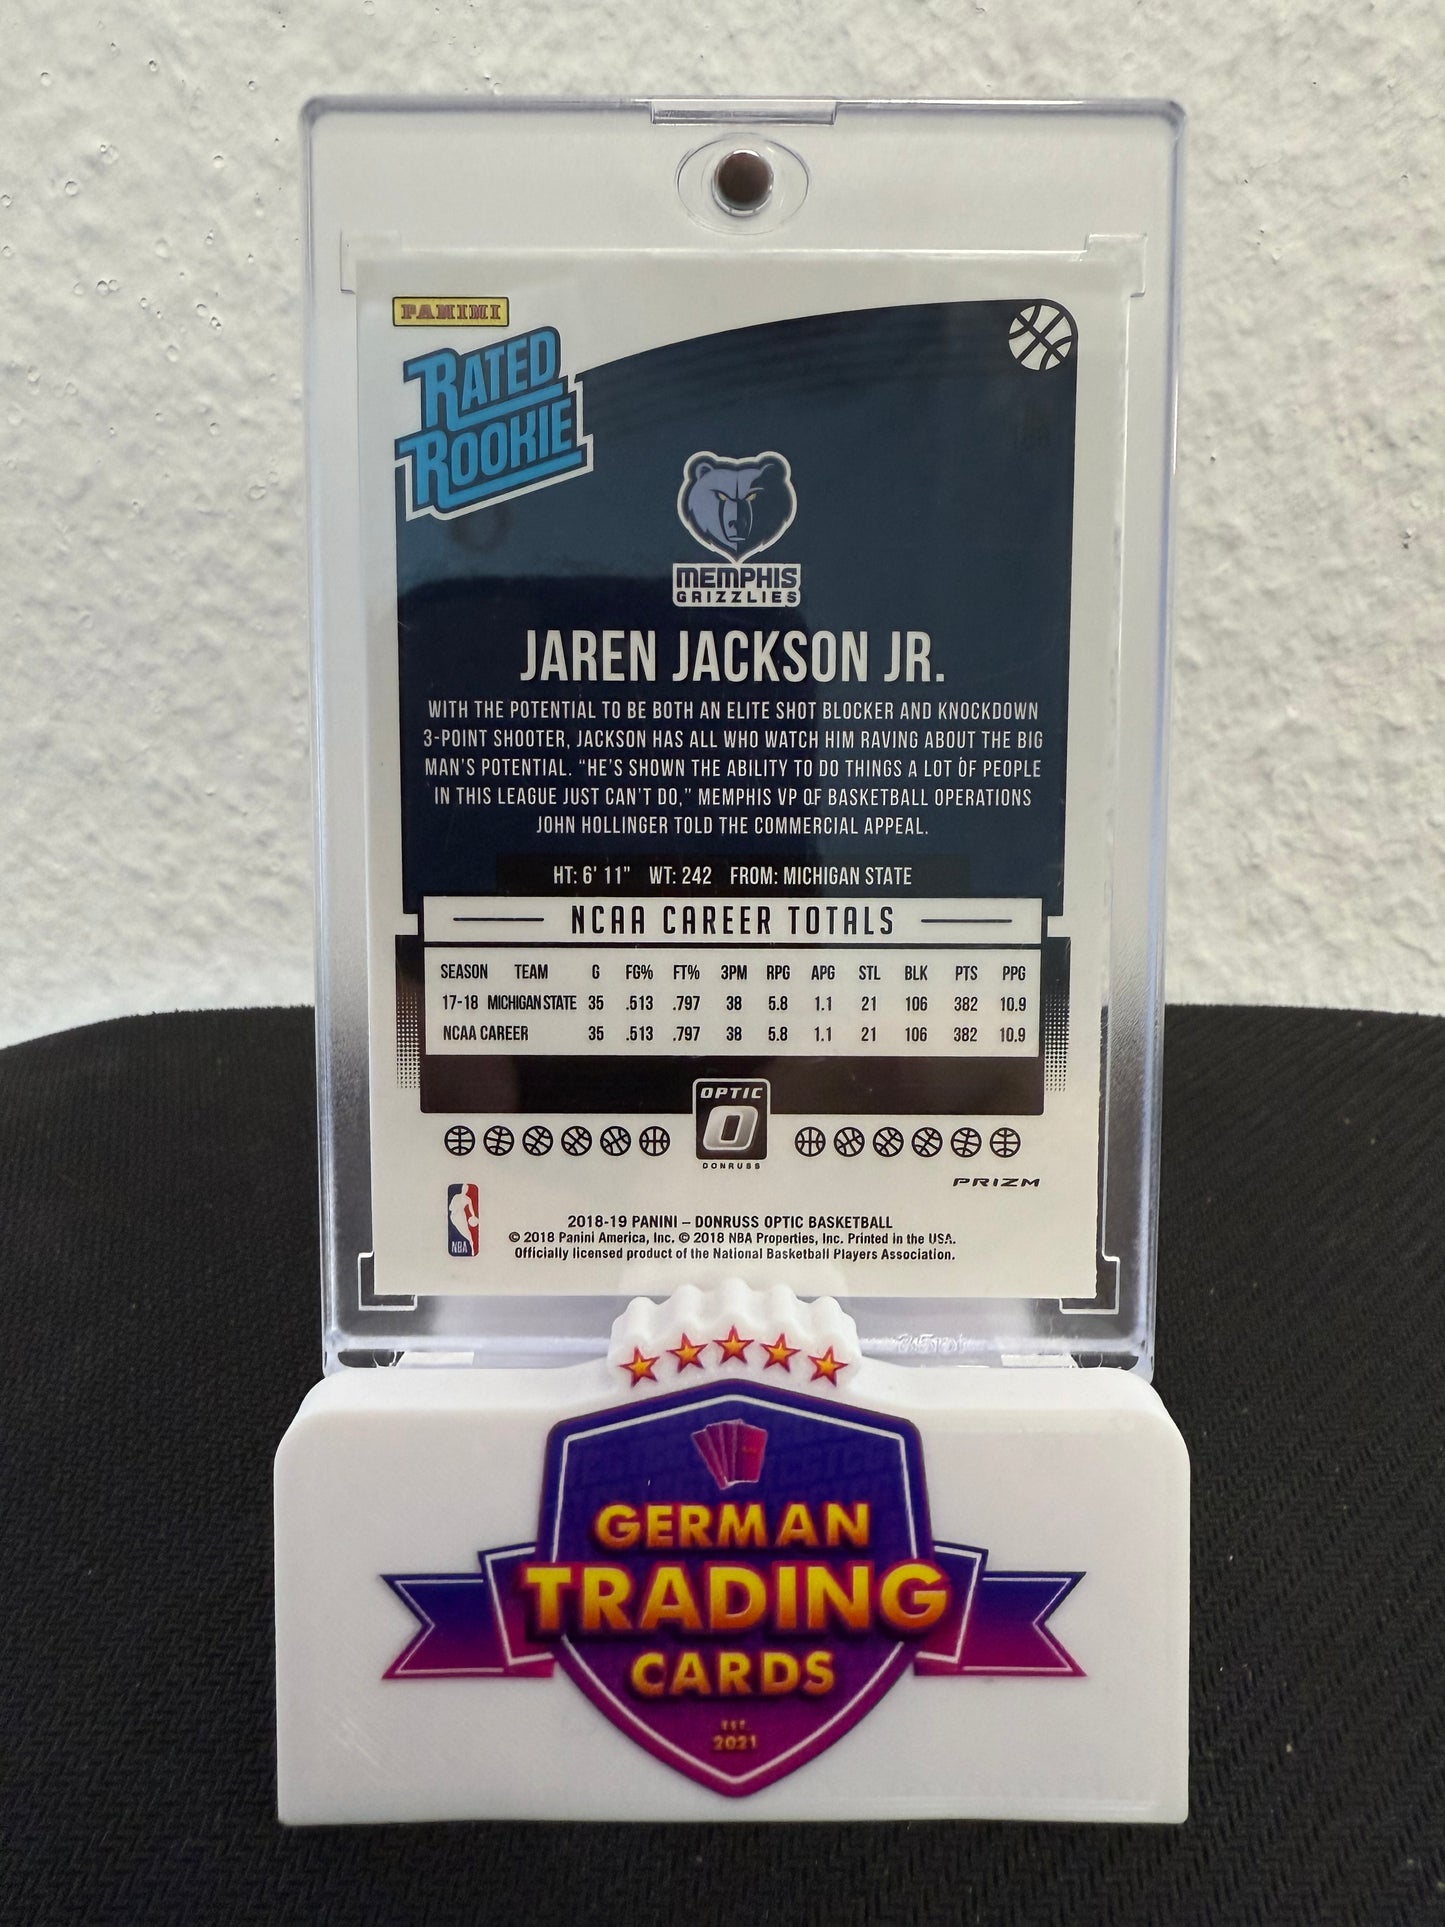 PANINI
RATED
ROOKIE
MEMPHIS
GRIZZLIES
JAREN JACKSON JR.
WITH THE POTENTIAL TO BE BOTH AN ELITE SHOT BLOCKER AND KNOCKDOWN
3-POINT SHOOTER, JACKSON HAS ALL WHO WATCH HIM RAVING ABOUT THE BIG
MAN'S POTENTIAL. “HE'S SHOWN THE ABILITY TO DO THINGS A LOT OF PEOPLE
IN THIS LEAGUE JUST CAN'T DO,” MEMPHIS VP OF BASKETBALL OPERATIONS
JOHN HOLLINGER TOLD THE COMMERCIAL APPEAL.
HT: 6' 11" WT: 242 FROM: MICHIGAN STATE
NCAA CAREER TOTALS
SEASON TEAM G FG% FT% 3PM RPG APG STL BLK PTS PPG
17-18 MICHIGAN STATE 35 .513 .797 38 5.8 1.1 21 106 382 10.9
NCAA CAREER 35 .513 .797 38 5.8 1.1 21 106 382 10.9
OPTIC
O
DONRUSS
PRIZM
NBA
2018-19 PANINI – DONRUSS OPTIC BASKETBALL
© 2018 Panini America, Inc. © 2018 NBA Properties, Inc. Printed in the USA.
Officially licensed product of the National Basketball Players Association.
GERMAN
TRADING
CARDS
EST.
2021